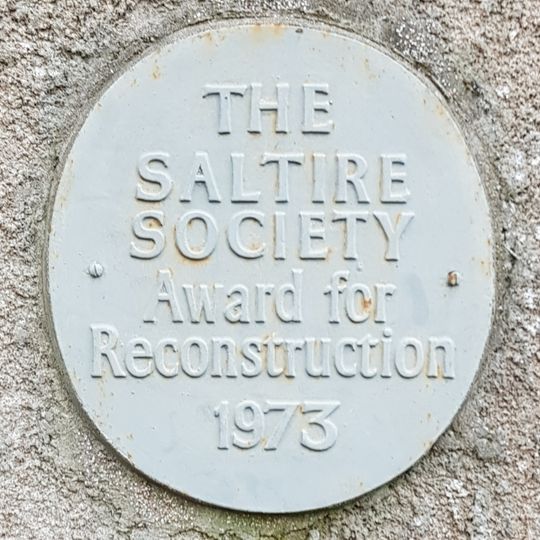 THE
SALTIRE
SOCIETY
Award for
Reconstruction
1973